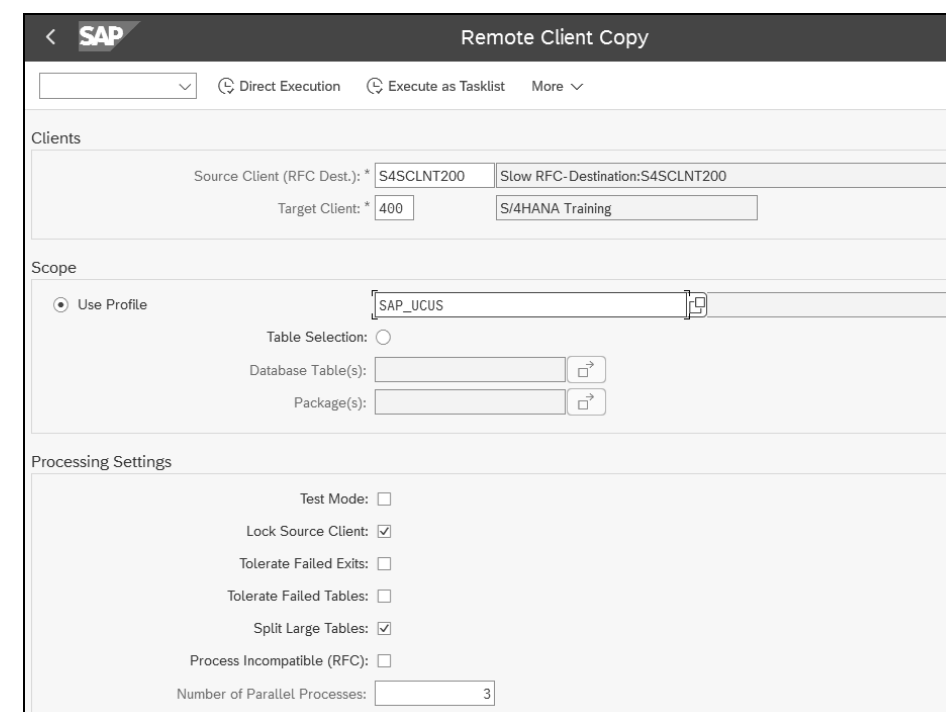 SAP Remote Client Copy
Direct Execution Execute as Tasklist More
Clients
Source Client (RFC Dest.): * S4SCLNT200 Slow RFC-Destination:S4SCLNT200
Target Client: * 400 S/4HANA Training
Scope
Use Profile SAP_UCUS
Table Selection:
Database Table(s):
Package(s):
Processing Settings
Test Mode:
Lock Source Client:
Tolerate Failed Exits:
Tolerate Failed Tables:
Split Large Tables:
Process Incompatible (RFC):
Number of Parallel Processes: 3